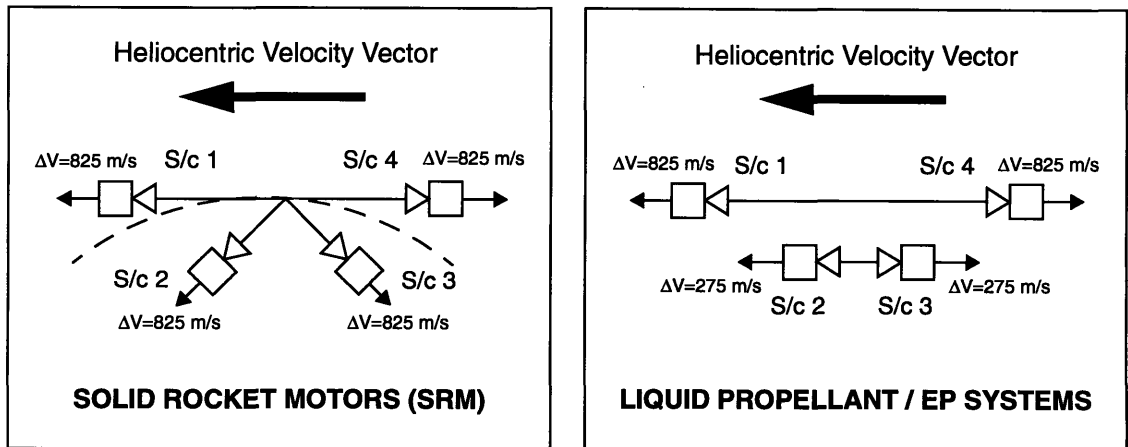 Heliocentric Velocity Vector
ΔV=825 m/s
S/c 1
S/c 4
ΔV=825 m/s
S/c 2
S/c 3
ΔV=825 m/s
ΔV=825 m/s
SOLID ROCKET MOTORS (SRM)
Heliocentric Velocity Vector
ΔV=825 m/s
S/c 1
S/c 4
ΔV=825 m/s
ΔV=275 m/s
S/c 2
S/c 3
ΔV=275 m/s
LIQUID PROPELLANT / EP SYSTEMS